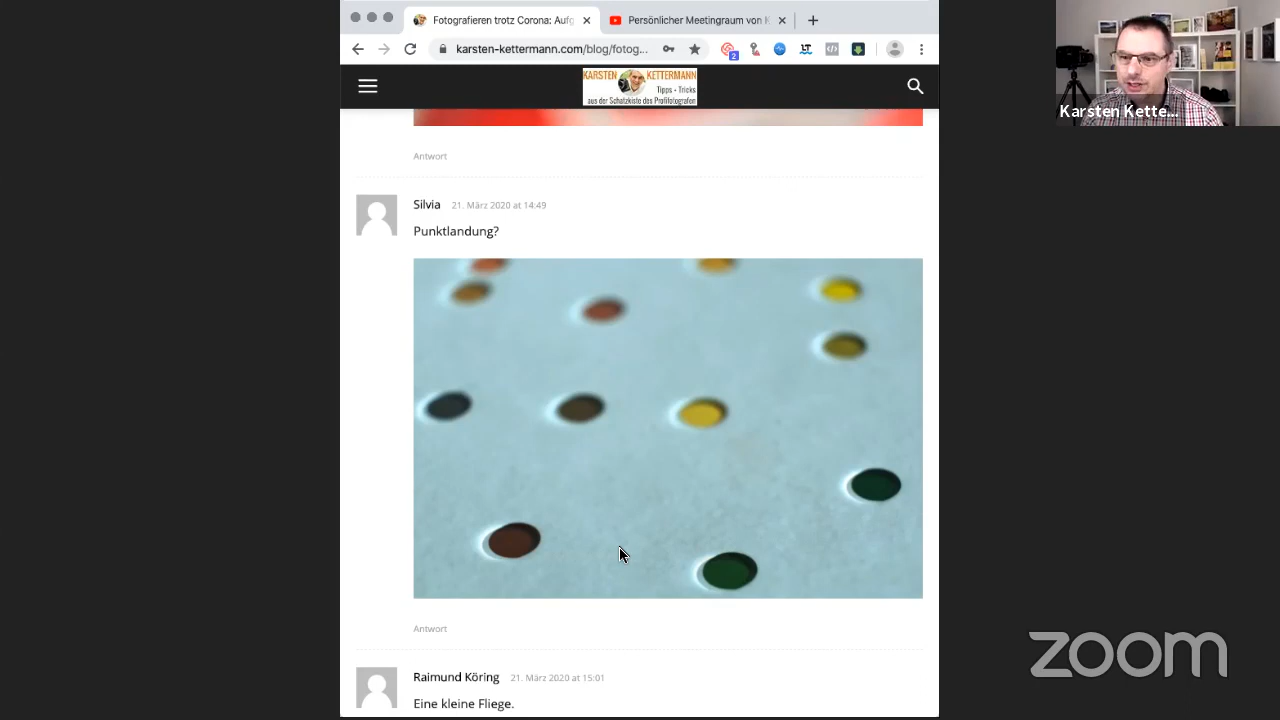 Fotografieren trotz Corona: Aufg
Persönlicher Meetingraum von K
karsten-kettermann.com/blog/fotog...
2
KARSTEN KETTERMANN
Tipps + Tricks
aus der Schatzkiste des Profifotografen
Karsten Kette...
Antwort
Silvia 21. März 2020 at 14:49
Punktlandung?
Antwort
Raimund Köring 21. März 2020 at 15:01
Eine kleine Fliege.
zoom